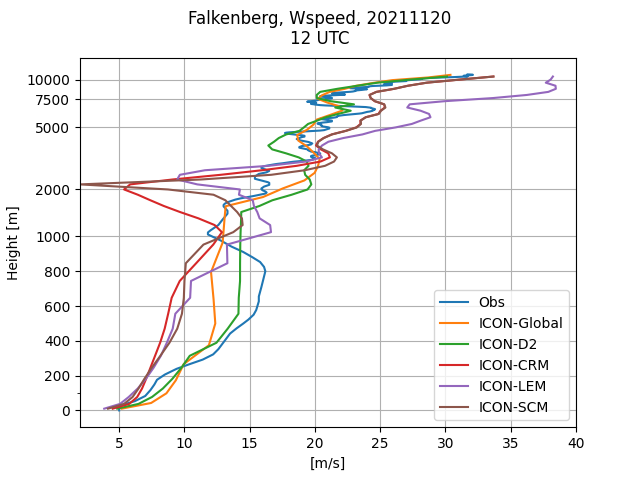 Falkenberg, Wspeed, 20211120
12 UTC
Height [m]
10000
7500
5000
2000
1000
800
600
400
200
0
5
10
15
20
25
30
35
40
[m/s]
Obs
ICON-Global
ICON-D2
ICON-CRM
ICON-LEM
ICON-SCM